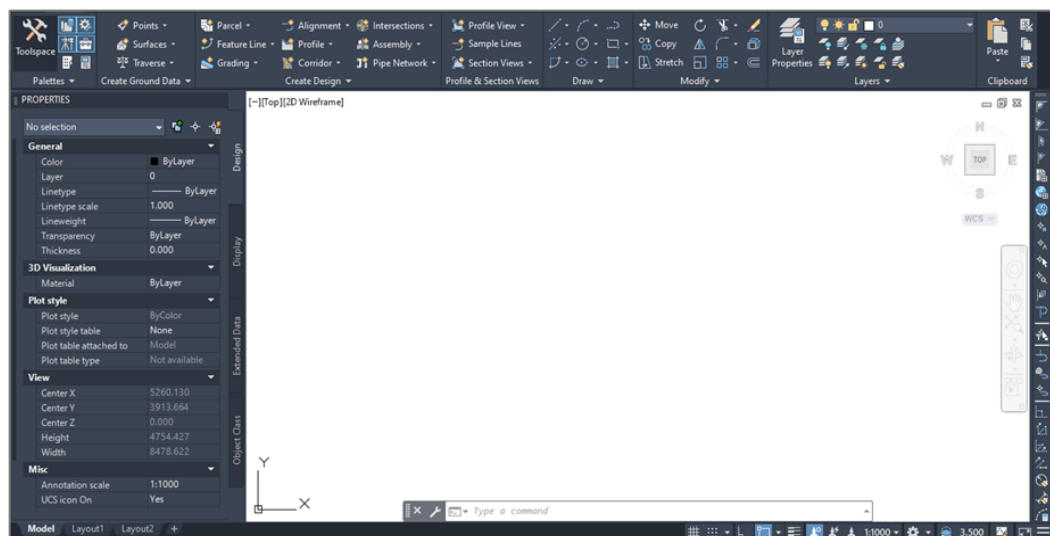 Toolspace
Palettes
Points
Surfaces
Traverse
Create Ground Data
Parcel
Feature Line
Grading
Alignment
Profile
Corridor
Intersections
Assembly
Pipe Network
Create Design
Profile View
Sample Lines
Section Views
Profile & Section Views
Draw
Move
Copy
Stretch
Modify
Layer
Properties
0
Layers
Paste
Clipboard
PROPERTIES
No selection
General
Color ByLayer
Layer 0
Linetype ByLayer
Linetype scale 1.000
Lineweight ByLayer
Transparency ByLayer
Thickness 0.000
3D Visualization
Material ByLayer
Plot style
Plot style ByColor
Plot style table None
Plot table attached to Model
Plot table type Not available
View
Center X 5260.130
Center Y 3913.664
Center Z 0.000
Height 4754.427
Width 8478.622
Misc
Annotation scale 1:1000
UCS icon On Yes
Design
Display
Extended Data
Object Class
[−][Top][2D Wireframe]
N
W TOP E
S
WCS
Y
X
Type a command
Model Layout1 Layout2 +
1:1000 3.500